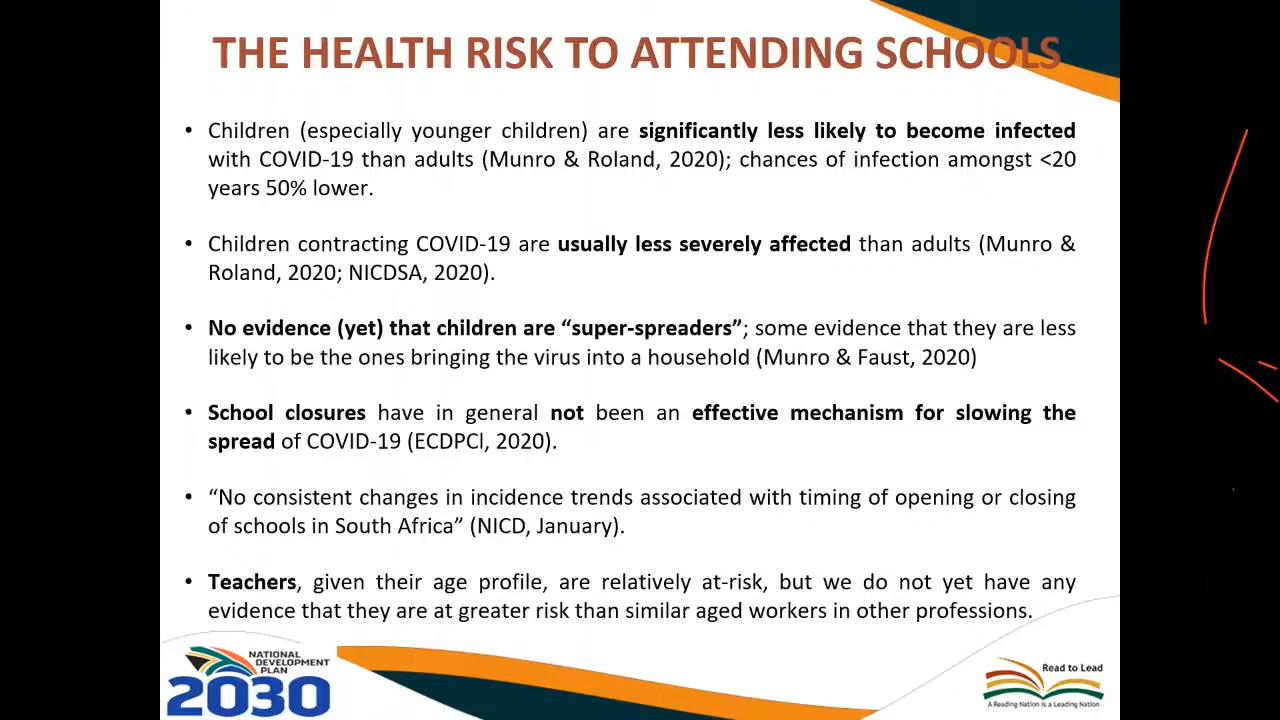 THE HEALTH RISK TO ATTENDING SCHOOLS
• Children (especially younger children) are significantly less likely to become infected
with COVID-19 than adults (Munro & Roland, 2020); chances of infection amongst <20
years 50% lower.
• Children contracting COVID-19 are usually less severely affected than adults (Munro &
Roland, 2020; NICDSA, 2020).
• No evidence (yet) that children are “super-spreaders”; some evidence that they are less
likely to be the ones bringing the virus into a household (Munro & Faust, 2020)
• School closures have in general not been an effective mechanism for slowing the
spread of COVID-19 (ECDPCl, 2020).
• “No consistent changes in incidence trends associated with timing of opening or closing
of schools in South Africa” (NICD, January).
• Teachers, given their age profile, are relatively at-risk, but we do not yet have any
evidence that they are at greater risk than similar aged workers in other professions.
NATIONAL
DEVELOPMENT
PLAN
2030
Read to Lead
A Reading Nation is a Leading Nation